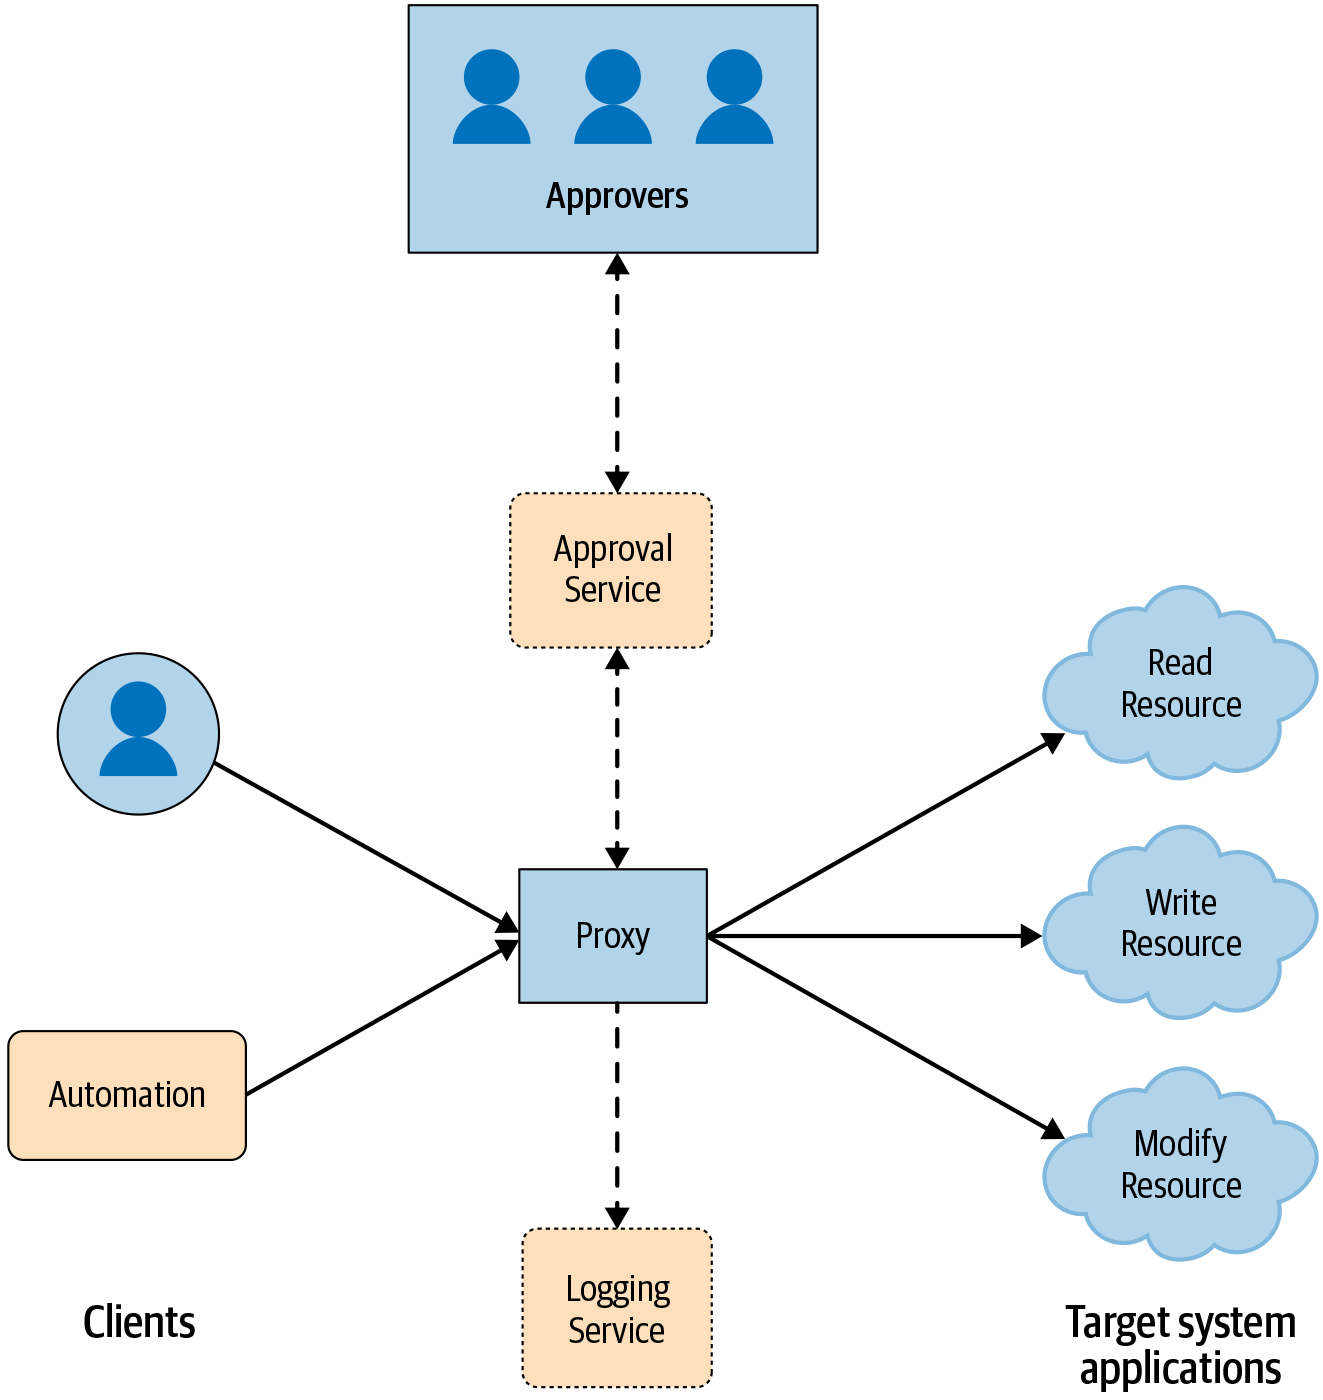 Approvers
Approval
Service
Read
Resource
Write
Resource
Proxy
Automation
Modify
Resource
Logging
Service
Clients
Target system
applications